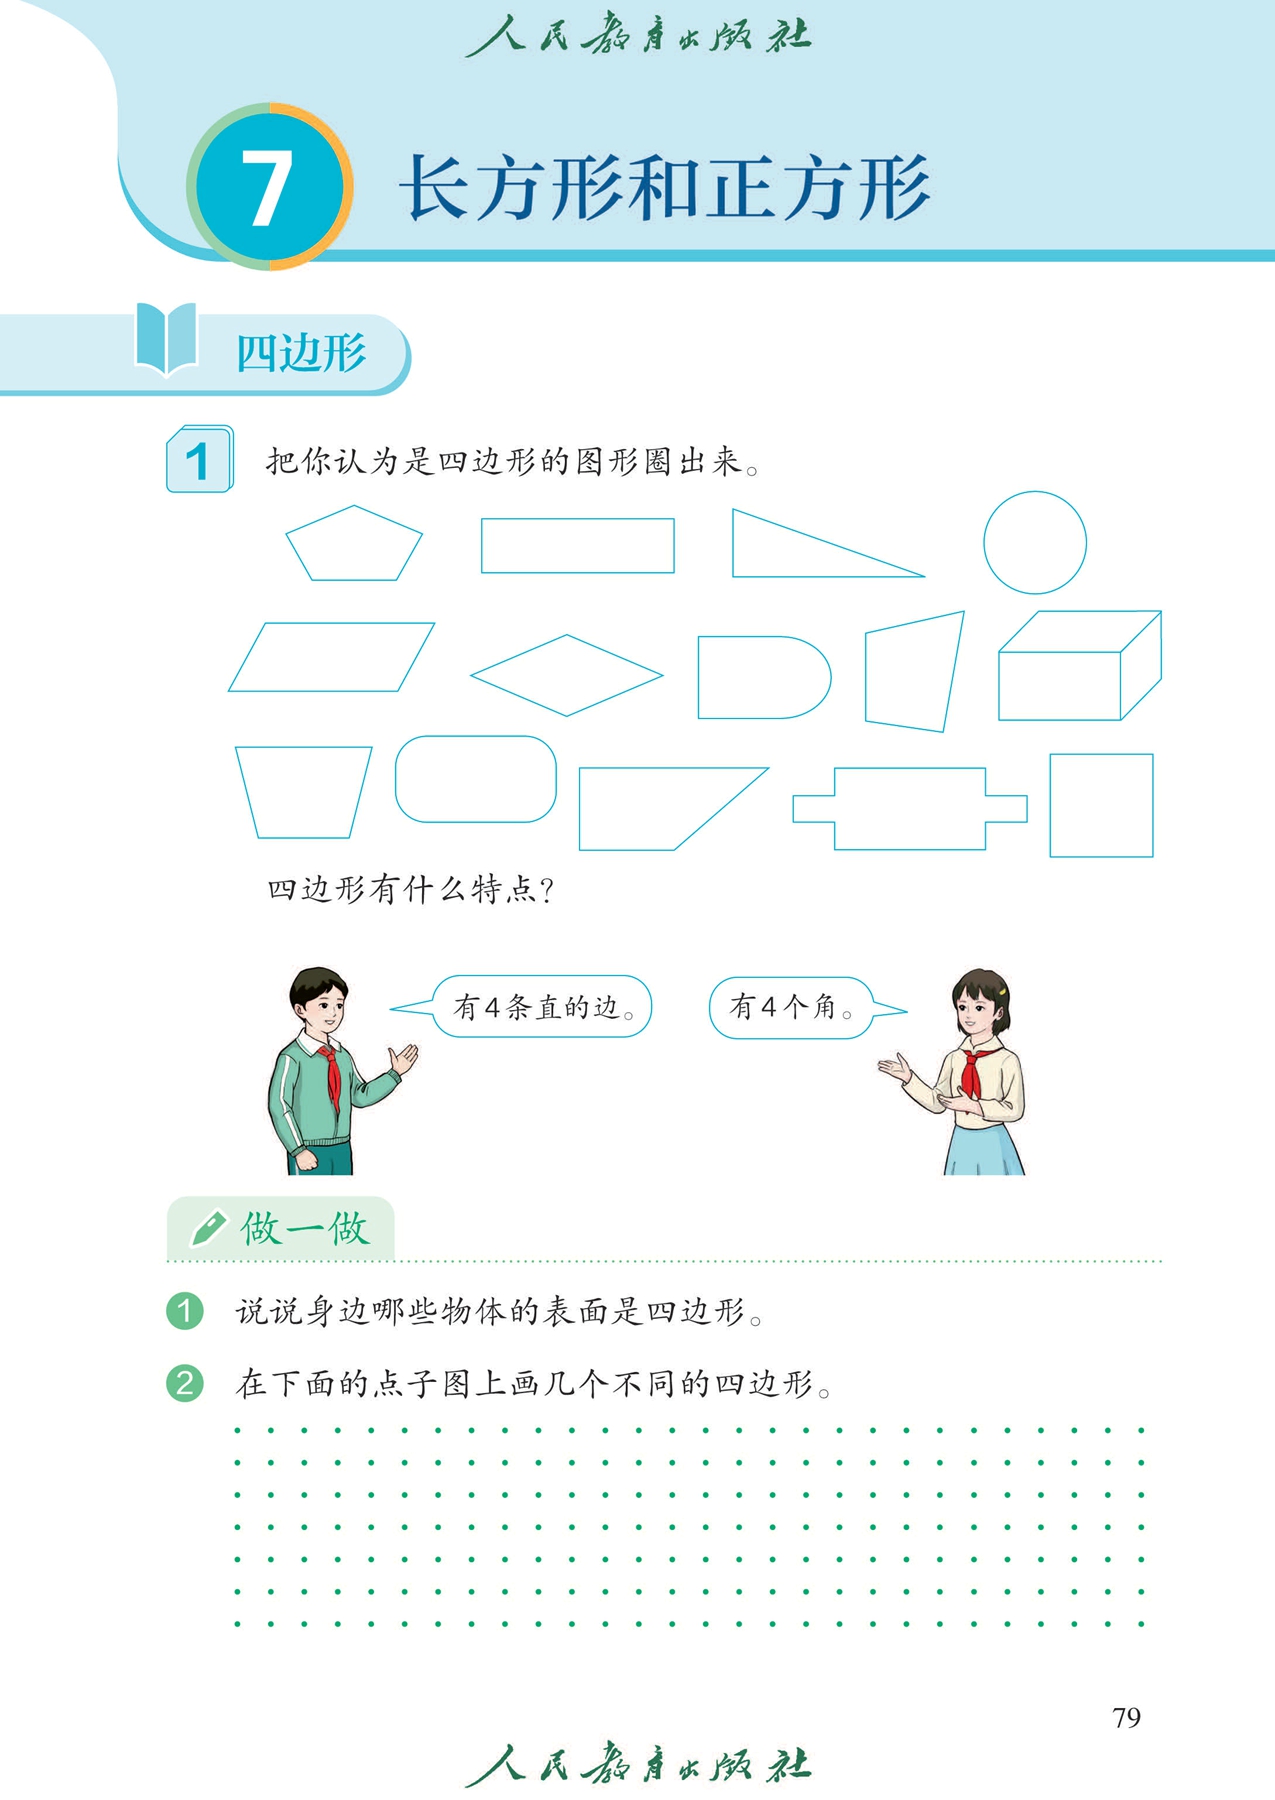 人民教育出版社
7 长方形和正方形
四边形
1 把你认为是四边形的图形圈出来。
四边形有什么特点?
有4条直的边。 有4个角。
做一做
1 说说身边哪些物体的表面是四边形。
2 在下面的点子图上画几个不同的四边形。
79
人民教育出版社